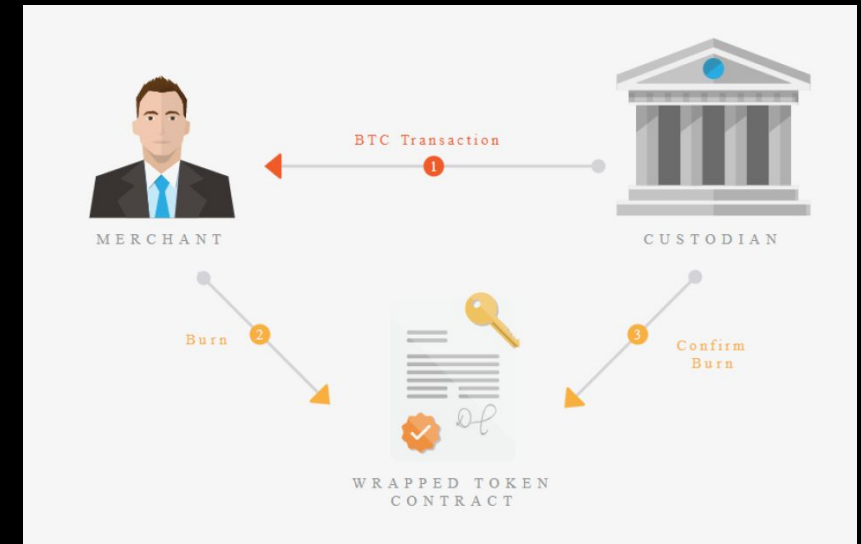 BTC Transaction
1
MERCHANT
CUSTODIAN
Burn
2
3
Confirm
Burn
WRAPPED TOKEN
CONTRACT